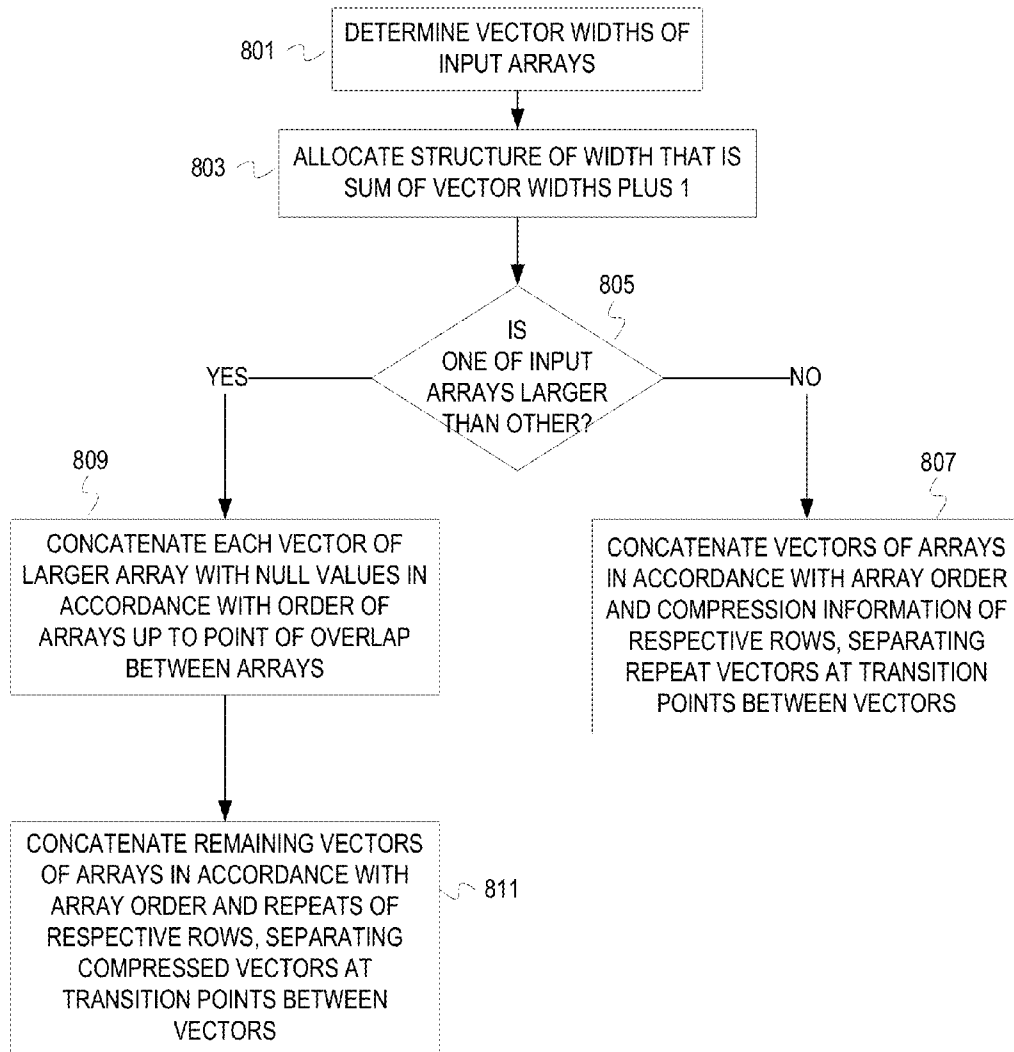 801
DETERMINE VECTOR WIDTHS OF
INPUT ARRAYS
803
ALLOCATE STRUCTURE OF WIDTH THAT IS
SUM OF VECTOR WIDTHS PLUS 1
805
IS
ONE OF INPUT
ARRAYS LARGER
THAN OTHER?
YES
NO
809
CONCATENATE EACH VECTOR OF
LARGER ARRAY WITH NULL VALUES IN
ACCORDANCE WITH ORDER OF
ARRAYS UP TO POINT OF OVERLAP
BETWEEN ARRAYS
807
CONCATENATE VECTORS OF ARRAYS
IN ACCORDANCE WITH ARRAY ORDER
AND COMPRESSION INFORMATION OF
RESPECTIVE ROWS, SEPARATING
REPEAT VECTORS AT TRANSITION
POINTS BETWEEN VECTORS
CONCATENATE REMAINING VECTORS
OF ARRAYS IN ACCORDANCE WITH
ARRAY ORDER AND REPEATS OF
RESPECTIVE ROWS, SEPARATING
COMPRESSED VECTORS AT
TRANSITION POINTS BETWEEN
VECTORS
811